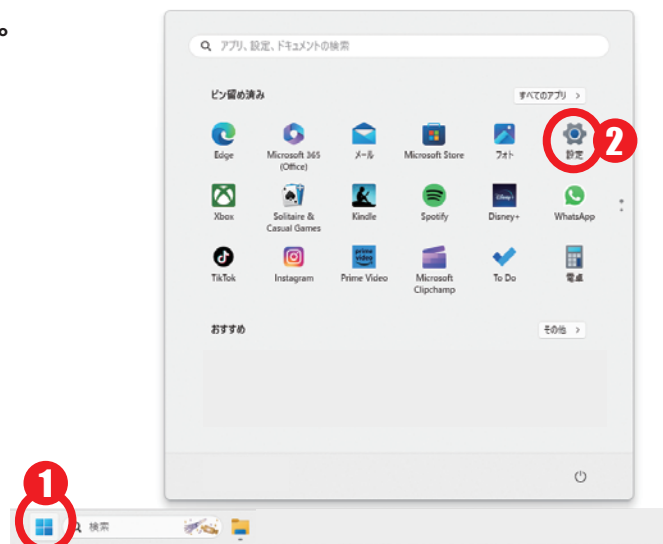 。
アプリ、設定、ドキュメントの検索
ピン留め済み
すべてのアプリ >
Edge
Microsoft 365
(Office)
メール
Microsoft Store
フォト
設定
2
Xbox
Solitaire &
Casual Games
Kindle
Spotify
Disney+
Disney+
WhatsApp
TikTok
Instagram
prime
video
Prime Video
Microsoft
Clipchamp
To Do
電卓
おすすめ
その他 >
1
検索